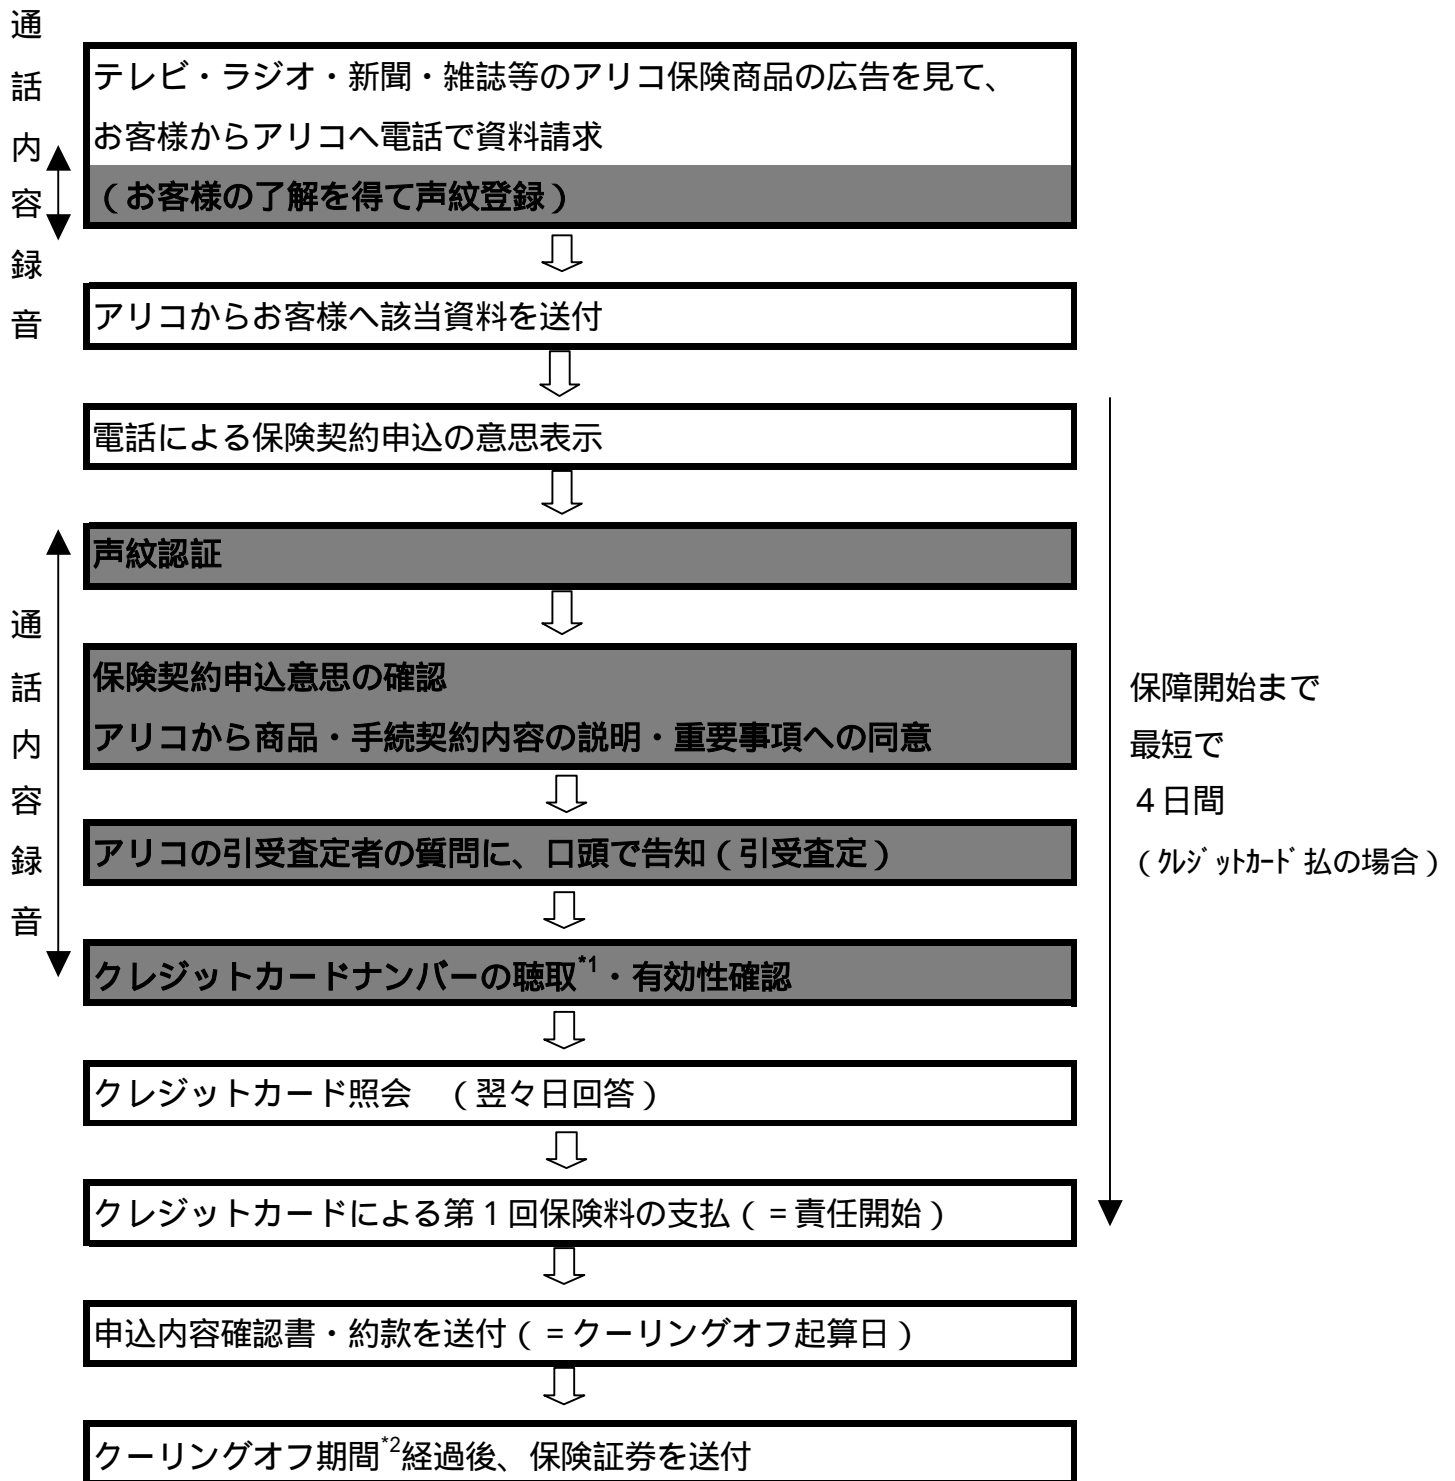 通話内容録音
テレビ・ラジオ・新聞・雑誌等のアリコ保険商品の広告を見て、
お客様からアリコへ電話で資料請求
（お客様の了解を得て声紋登録）
アリコからお客様へ該当資料を送付
電話による保険契約申込の意思表示
通話内容録音
声紋認証
保険契約申込意思の確認
アリコから商品・手続契約内容の説明・重要事項への同意
アリコの引受査定者の質問に、口頭で告知（引受査定）
クレジットカードナンバーの聴取*1・有効性確認
クレジットカード照会　（翌々日回答）
クレジットカードによる第１回保険料の支払（＝責任開始）
保障開始まで
最短で
４日間
（ｸﾚｼﾞｯﾄｶｰﾄﾞ払の場合）
申込内容確認書・約款を送付（＝クーリングオフ起算日）
クーリングオフ期間*2経過後、保険証券を送付